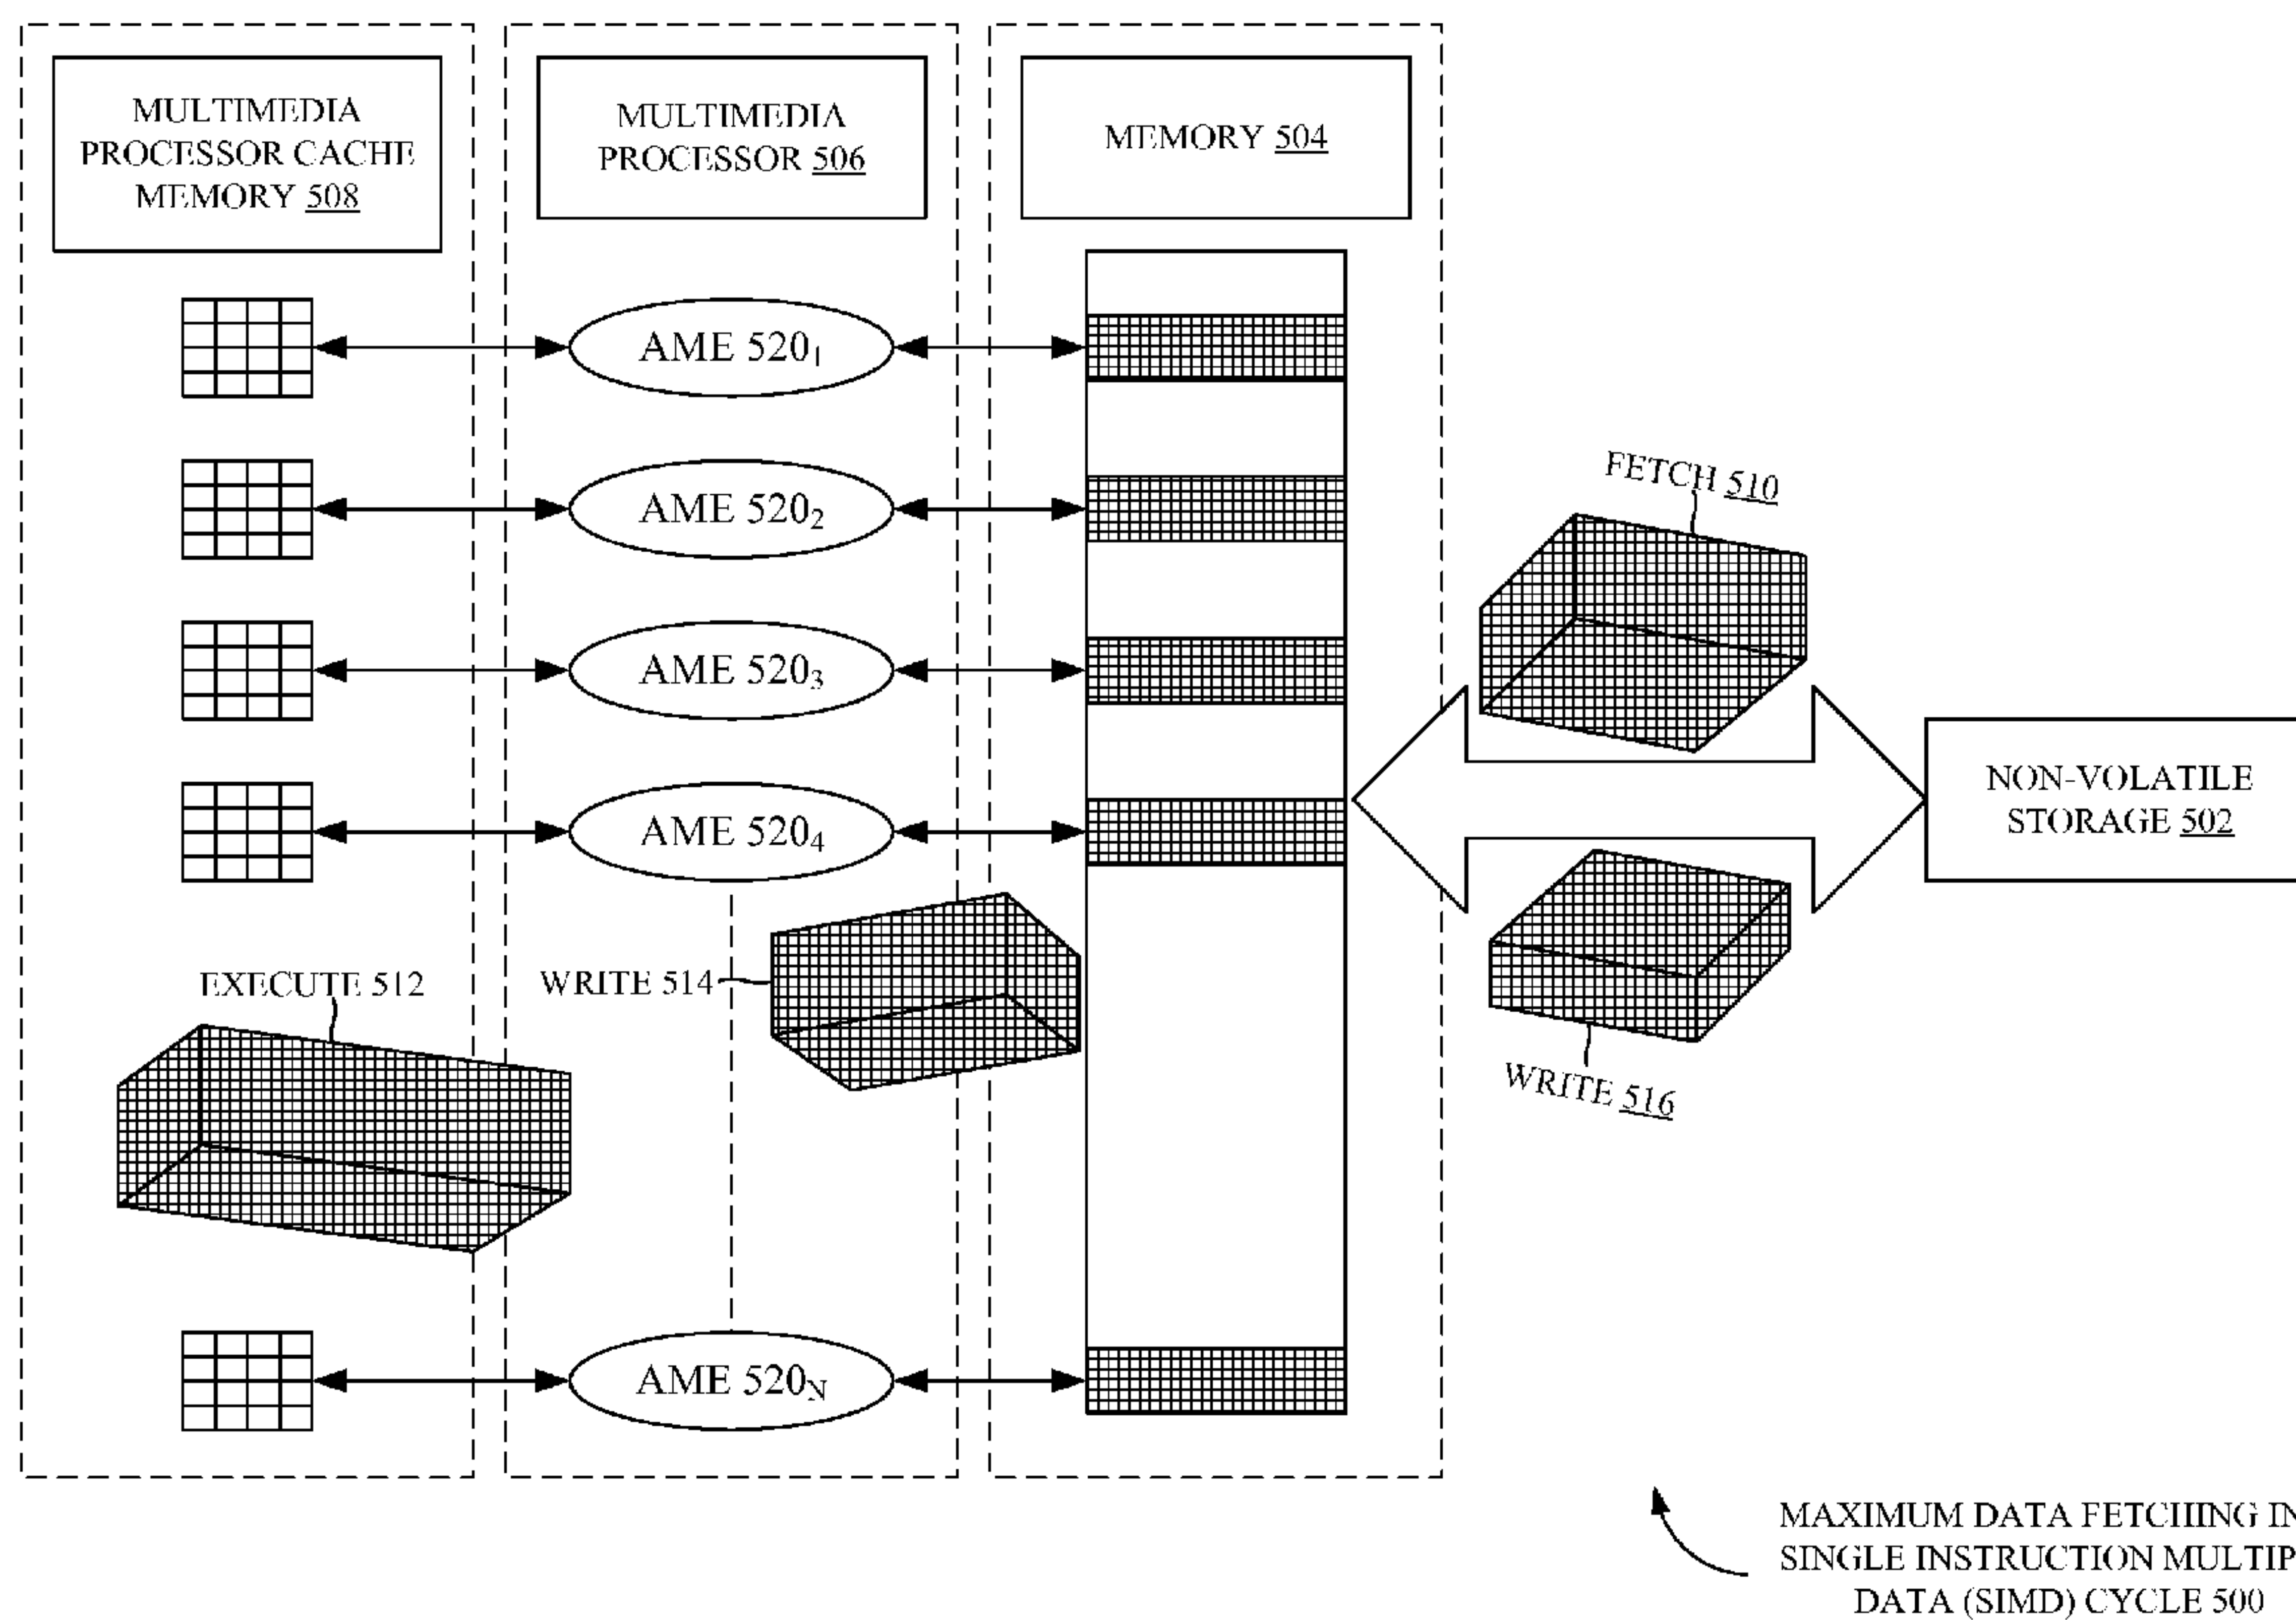 MULTIMEDIA
PROCESSOR CACHE
MEMORY 508
MULTIMEDIA
PROCESSOR 506
MEMORY 504
AME 520₁
AME 520₂
AME 520₃
AME 520₄
FETCH 510
NON-VOLATILE
STORAGE 502
EXECUTE 512
WRITE 514
WRITE 516
AME 520N
MAXIMUM DATA FETCHING IN
SINGLE INSTRUCTION MULTIP
DATA (SIMD) CYCLE 500